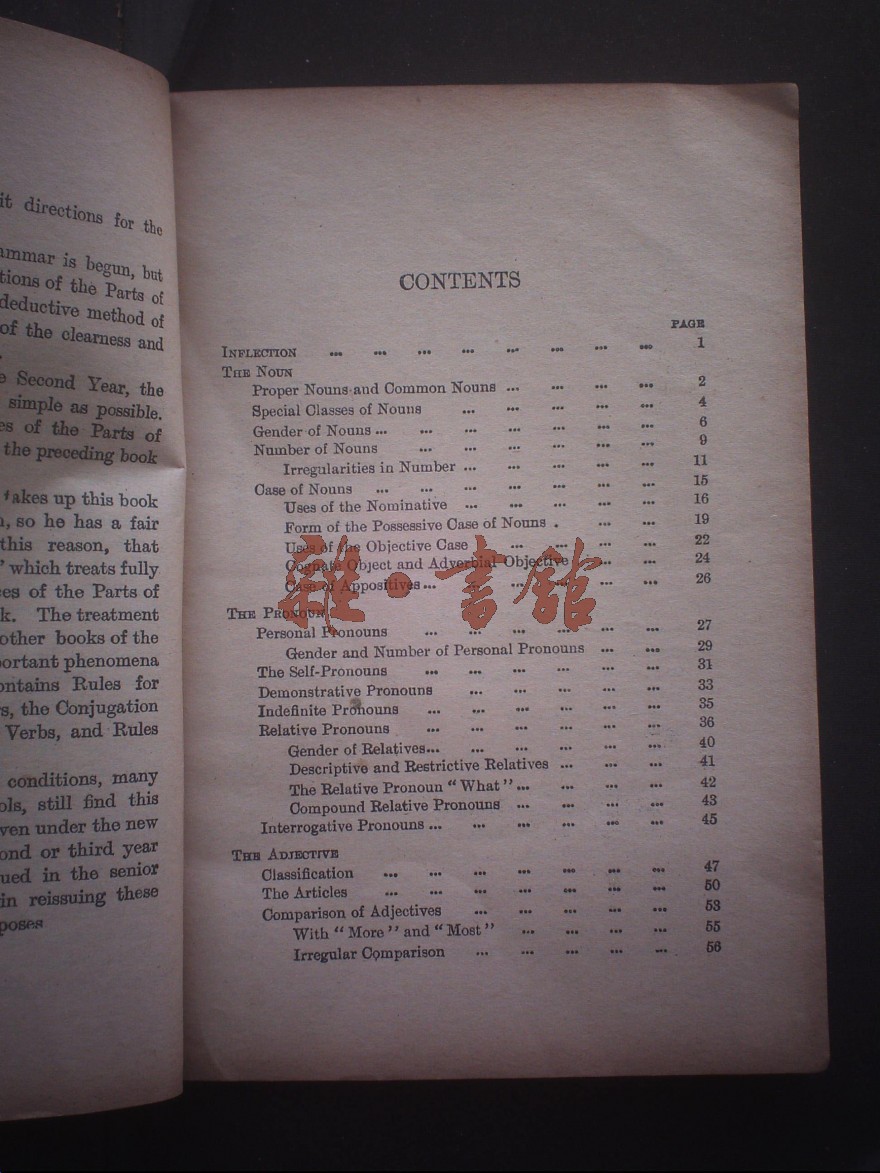 it directions for the
ammar is begun, but
tions of the Parts of
deductive method of
of the clearness and
e Second Year, the
simple as possible.
es of the Parts of
the preceding book
takes up this book
n, so he has a fair
this reason, that
" which treats fully
ces of the Parts of
k. The treatment
other books of the
portant phenomena
ontains Rules for
rs, the Conjugation
Verbs, and Rules
conditions, many
ols, still find this
ven under the new
ond or third year
ued in the senior
in reissuing these
poses
CONTENTS
PAGE
INFLECTION ... ... ... ... ... ... ... ... 1
THE NOUN
Proper Nouns and Common Nouns ... ... ... ... 2
Special Classes of Nouns ... ... ... ... ... 4
Gender of Nouns ... ... ... ... ... ... ... 6
Number of Nouns ... ... ... ... ... ... 9
Irregularities in Number ... ... ... ... ... 11
Case of Nouns ... ... ... ... ... ... ... 15
Uses of the Nominative ... ... ... ... ... 16
Form of the Possessive Case of Nouns . ... ... 19
Uses of the Objective Case ... ... ... ... 22
Cognate Object and Adverbial Objective ... ... 24
Case of Appositives ... ... ... ... ... ... 26
THE PRONOUN
Personal Pronouns ... ... ... ... ... ... 27
Gender and Number of Personal Pronouns ... ... 29
The Self-Pronouns ... ... ... ... ... ... 31
Demonstrative Pronouns ... ... ... ... ... 33
Indefinite Pronouns ... ... ... ... ... ... 35
Relative Pronouns ... ... ... ... ... ... 36
Gender of Relatives ... ... ... ... ... ... 40
Descriptive and Restrictive Relatives ... ... ... 41
The Relative Pronoun "What" ... ... ... ... 42
Compound Relative Pronouns ... ... ... ... 43
Interrogative Pronouns ... ... ... ... ... ... 45
THE ADJECTIVE
Classification ... ... ... ... ... ... ... 47
The Articles ... ... ... ... ... ... ... 50
Comparison of Adjectives ... ... ... ... ... 53
With "More" and "Most" ... ... ... ... 55
Irregular Comparison ... ... ... ... ... 56
雜·書館